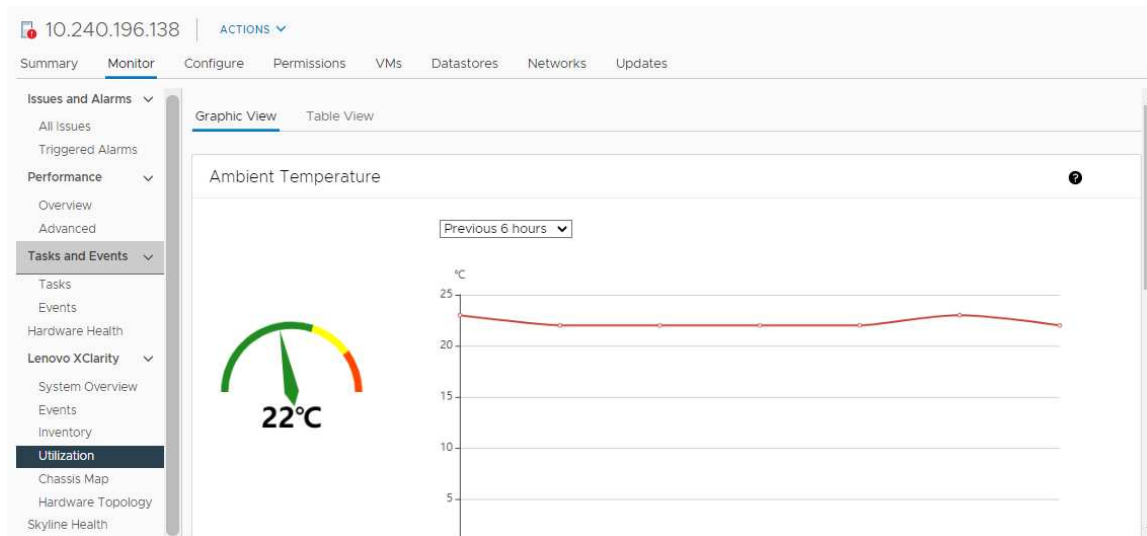 10.240.196.138 ACTIONS
Summary Monitor Configure Permissions VMs Datastores Networks Updates
Issues and Alarms
All Issues
Triggered Alarms
Performance
Overview
Advanced
Tasks and Events
Tasks
Events
Hardware Health
Lenovo XClarity
System Overview
Events
Inventory
Utilization
Chassis Map
Hardware Topology
Skyline Health
Graphic View Table View
Ambient Temperature
Previous 6 hours
22°C
°C
25
20
15
10
5